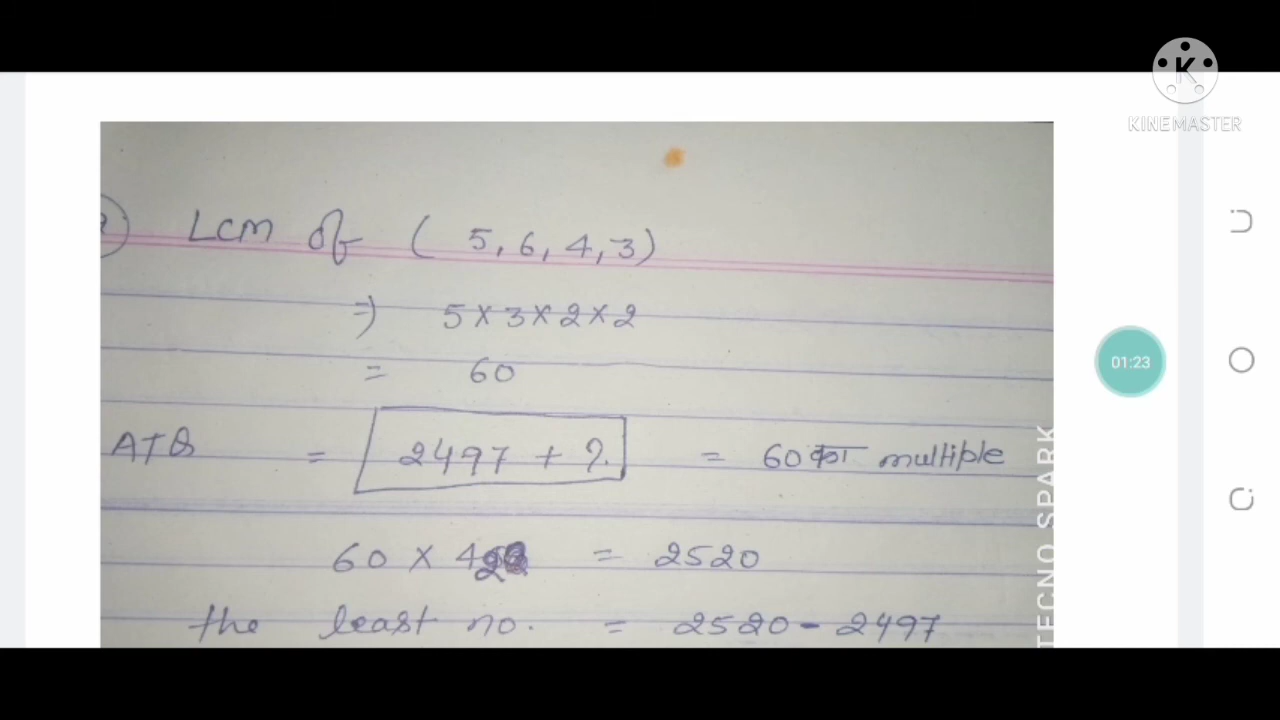 KINEMASTER
LCM of ( 5, 6, 4, 3)
⇒ 5 × 3 × 2 × 2
= 60
ATQ = 2497 + ?. = 60 का multiple
60 × 42 = 2520
the least no. = 2520 - 2497
01:23
TECNO SPARK